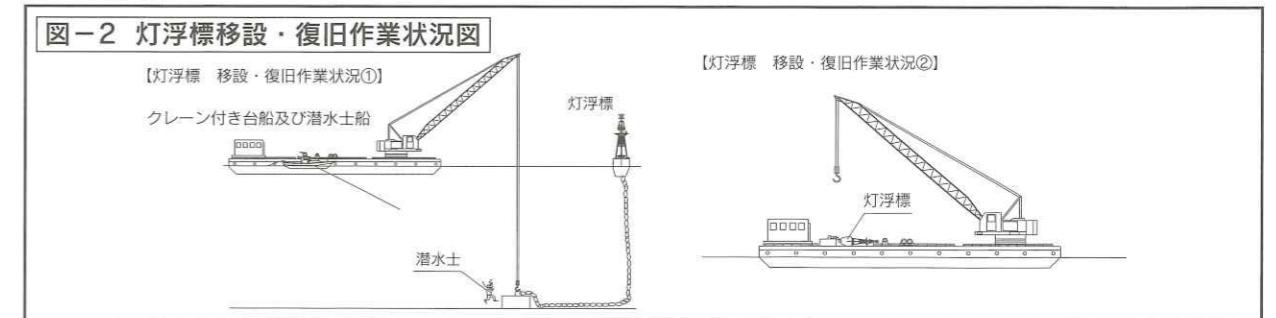 図－2 灯浮標移設・復旧作業状況図
【灯浮標　移設・復旧作業状況①】
クレーン付き台船及び潜水士船
灯浮標
潜水士
【灯浮標　移設・復旧作業状況②】
灯浮標